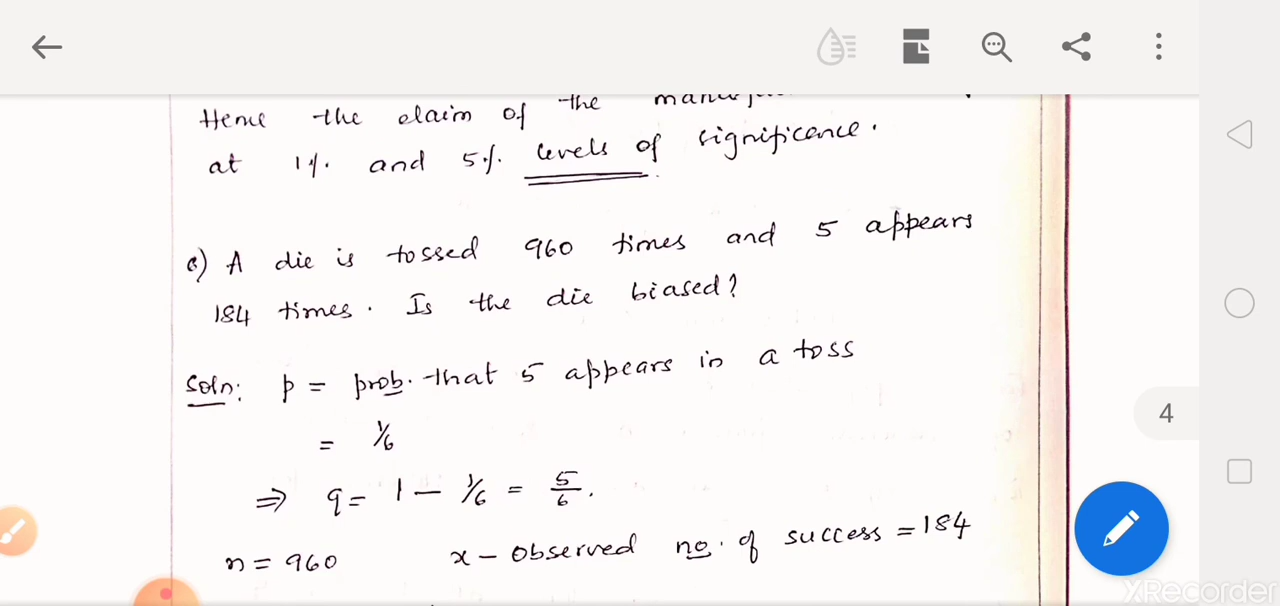 Hence the claim of the
at 1%. and 5%. levels of significance.
6) A die is tossed 960 times and 5 appears
184 times. Is the die biased?
Soln: p = prob. that 5 appears in a toss
= 1/6
⇒ q = 1 - 1/6 = 5/6.
n = 960 x - observed no. of success = 184
4
XRecorder